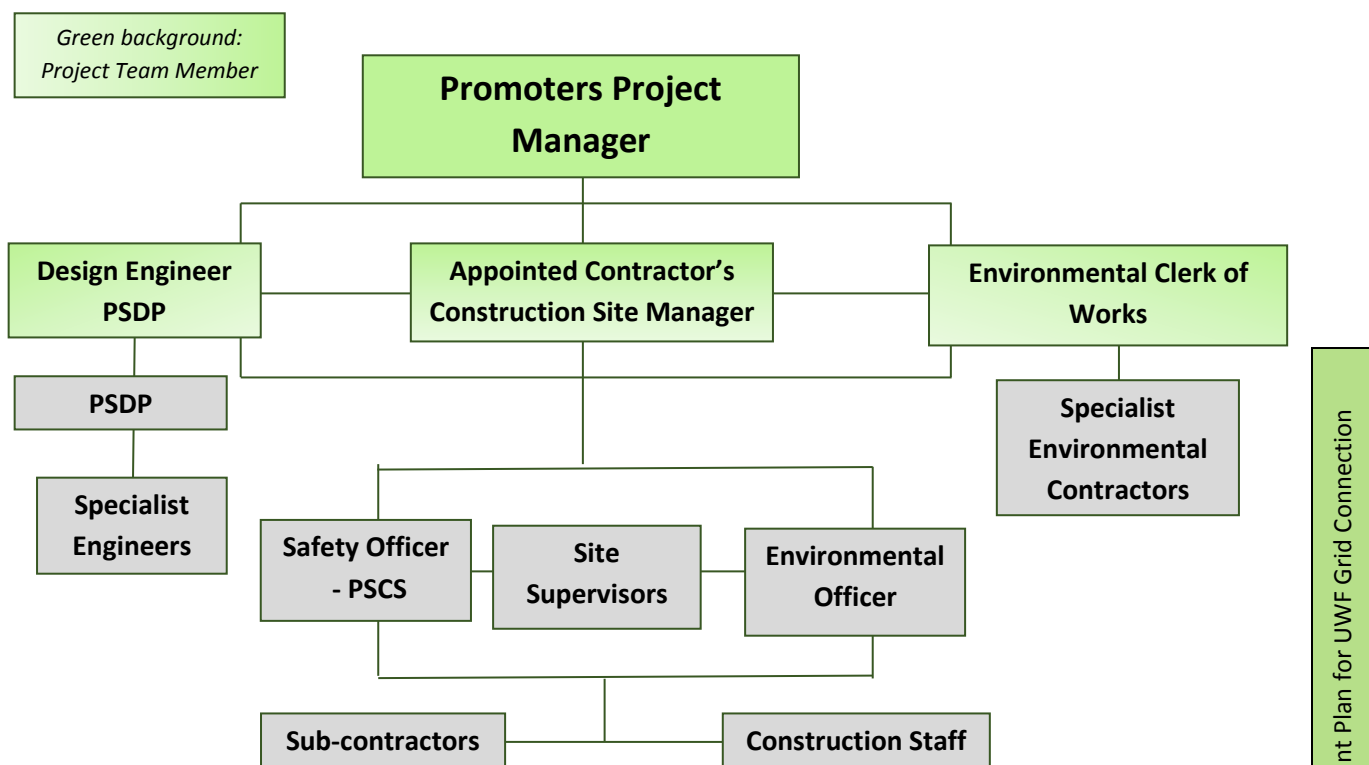 Green background:
Project Team Member
Promoters Project
Manager
Design Engineer
PSDP
Appointed Contractor’s
Construction Site Manager
Environmental Clerk of
Works
PSDP
Specialist
Engineers
Specialist
Environmental
Contractors
Safety Officer
- PSCS
Site
Supervisors
Environmental
Officer
Sub-contractors
Construction Staff
nt Plan for UWF Grid Connection